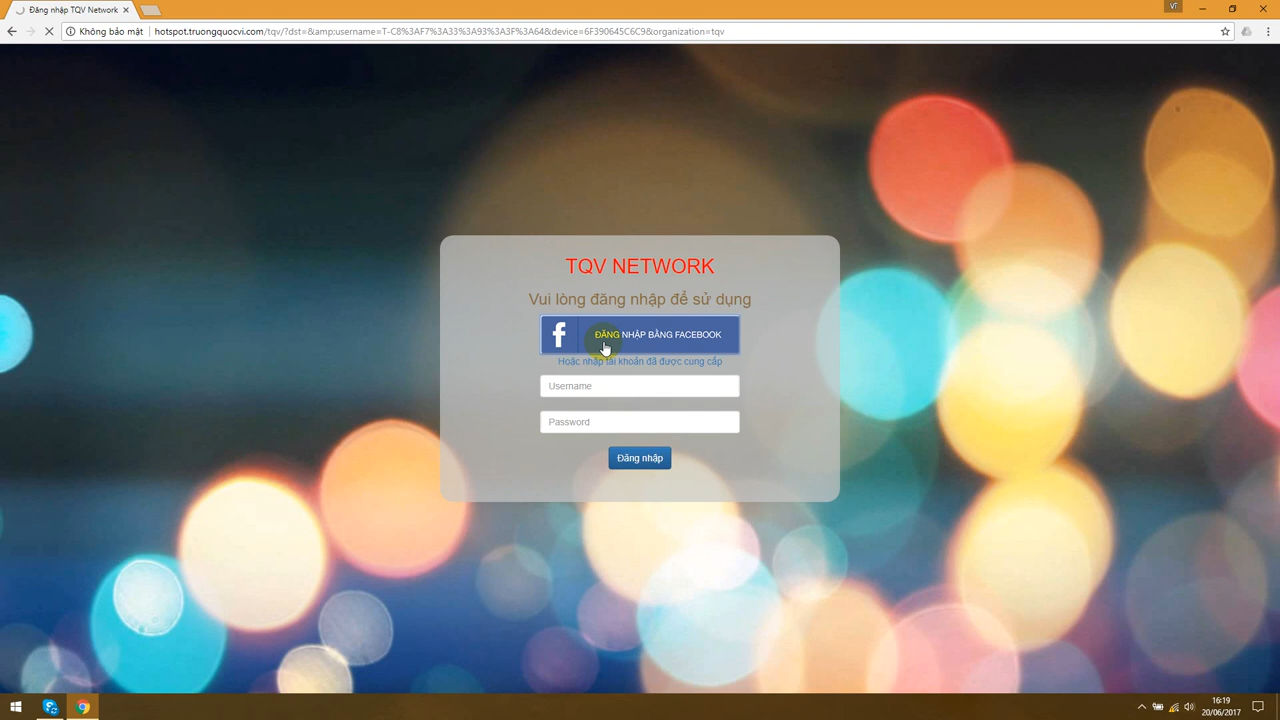 Đăng nhập TQV Network
VT
Không bảo mật
hotspot.truongquocvi.com/tqv/?dst=&amp;username=T-C8%3AF7%3A33%3A93%3A3F%3A64&device=6F390645C6C9&organization=tqv
TQV NETWORK
Vui lòng đăng nhập để sử dụng
f
ĐĂNG NHẬP BẰNG FACEBOOK
Hoặc nhập tài khoản đã được cung cấp
Username
Password
Đăng nhập
16:19
20/06/2017